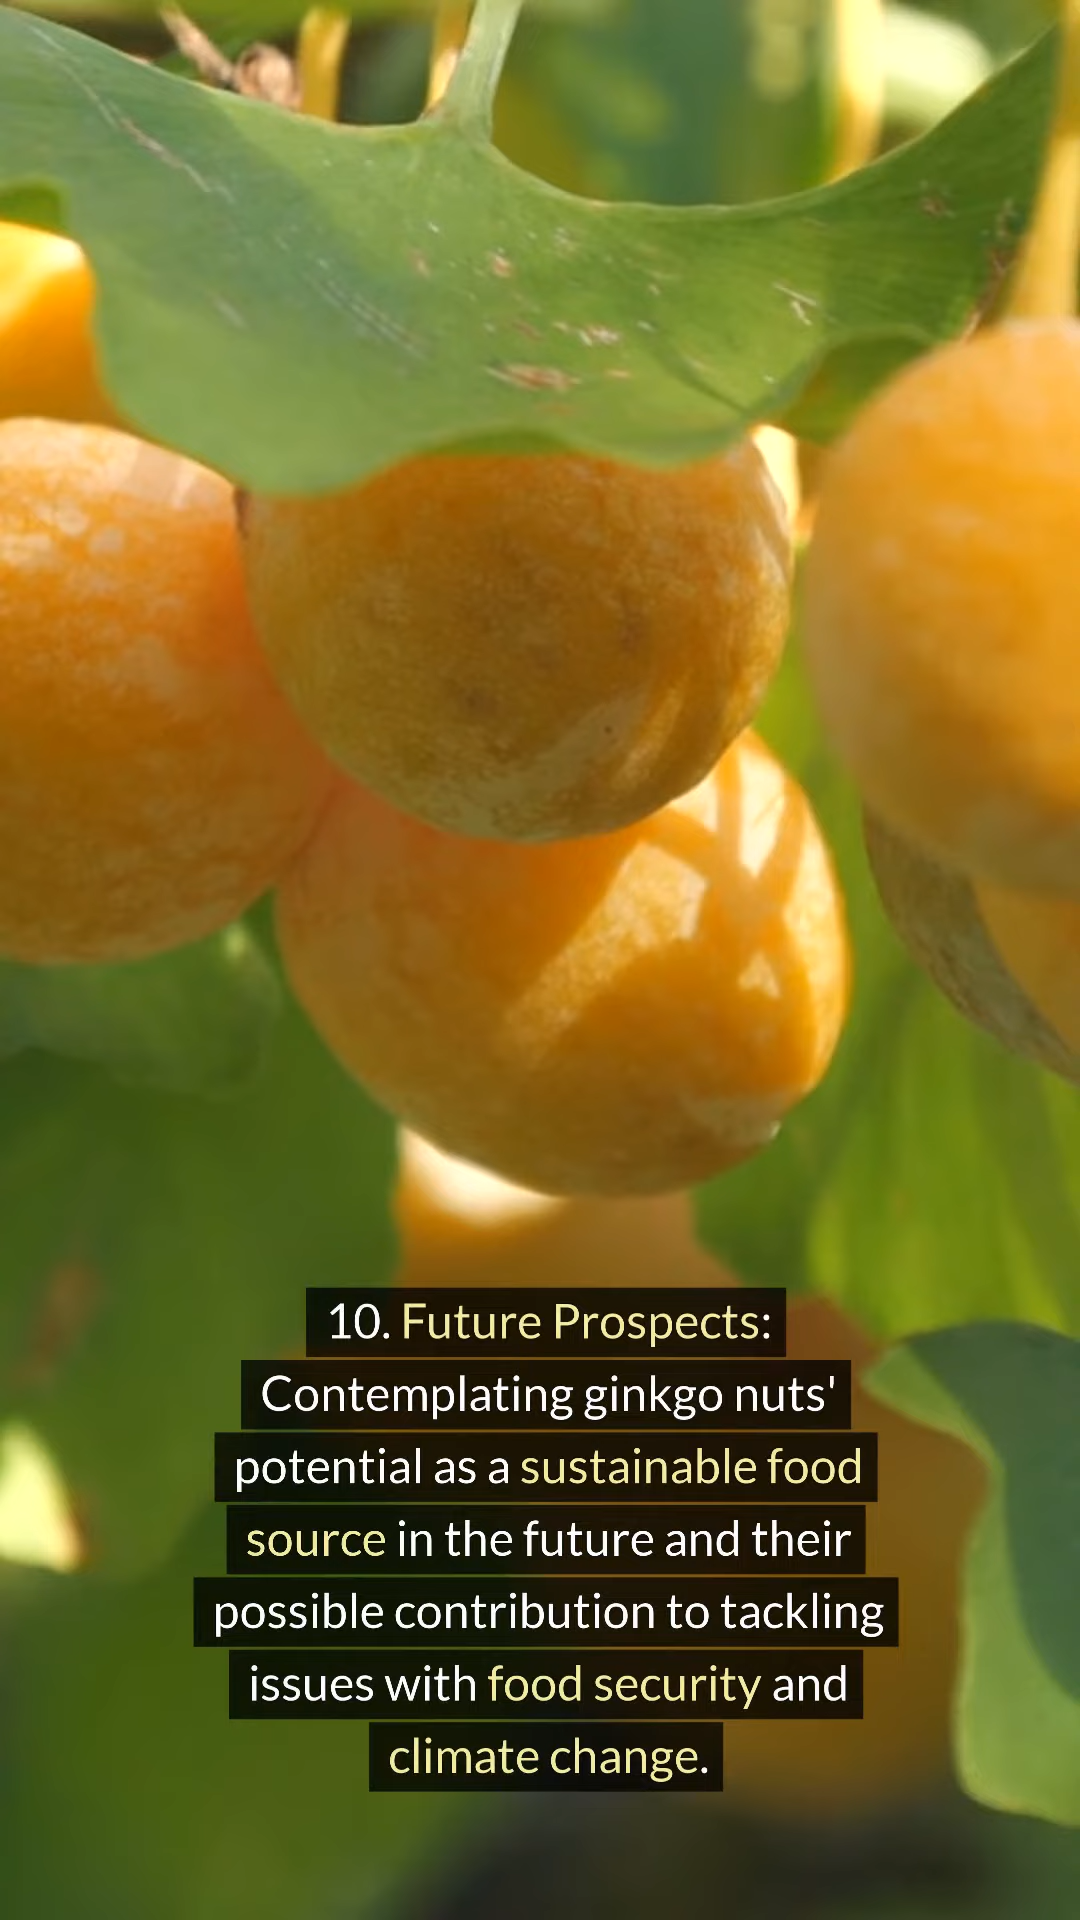 10. Future Prospects:
Contemplating ginkgo nuts'
potential as a sustainable food
source in the future and their
possible contribution to tackling
issues with food security and
climate change.